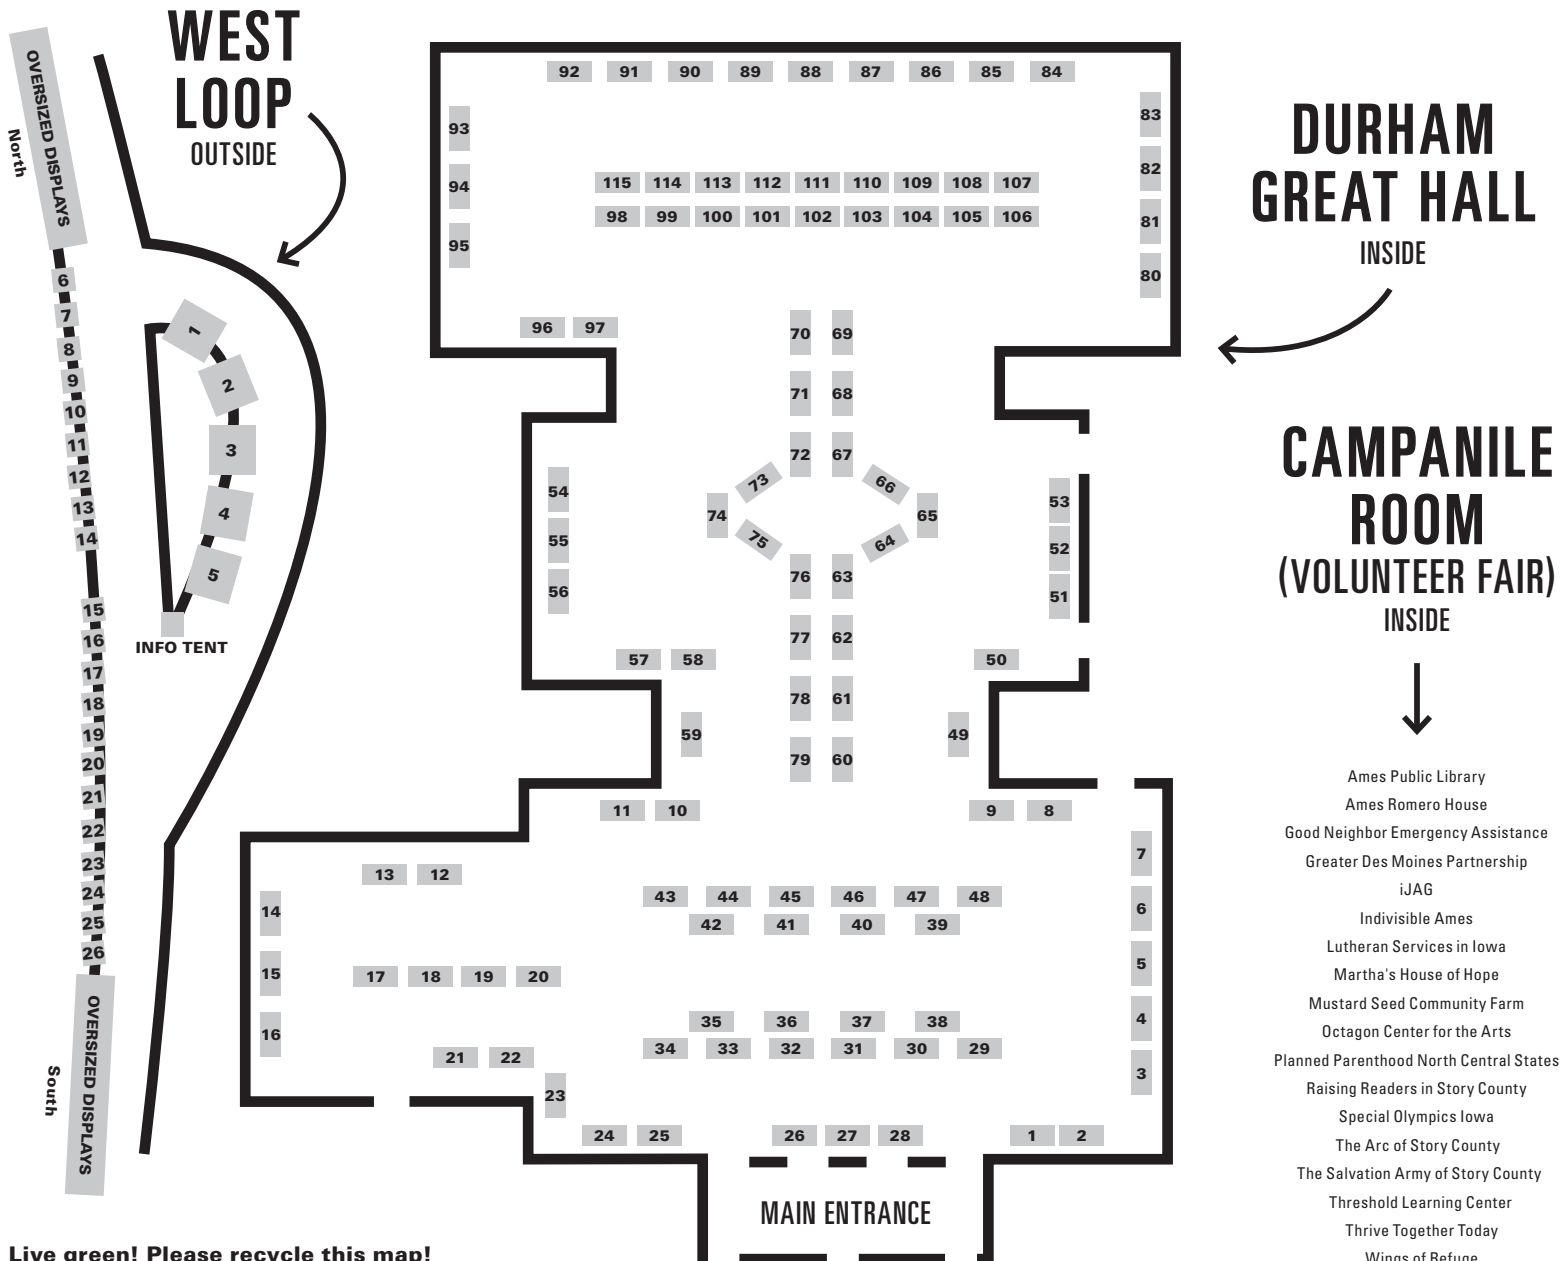 WEST
LOOP
OUTSIDE
OVERSIZED DISPLAYS
North
6
7
8
9
10
11
12
13
14
15
16
17
18
19
20
21
22
23
24
25
26
OVERSIZED DISPLAYS
South
1
2
3
4
5
INFO TENT
92 91 90 89 88 87 86 85 84
93
94
95
83
82
81
80
115 114 113 112 111 110 109 108 107
98 99 100 101 102 103 104 105 106
96 97
70 69
71 68
72 67
73 66
74 65
75 64
76 63
77 62
78 61
79 60
54
55
56
53
52
51
57 58
50
59
49
11 10
9 8
13 12
14
15
16
7
6
5
4
3
43 44 45 46 47 48
42 41 40 39
17 18 19 20
35 36 37 38
34 33 32 31 30 29
21 22
23
24 25
26 27 28
1 2
MAIN ENTRANCE
DURHAM
GREAT HALL
INSIDE
CAMPANILE
ROOM
(VOLUNTEER FAIR)
INSIDE
Ames Public Library
Ames Romero House
Good Neighbor Emergency Assistance
Greater Des Moines Partnership
iJAG
Indivisible Ames
Lutheran Services in Iowa
Martha's House of Hope
Mustard Seed Community Farm
Octagon Center for the Arts
Planned Parenthood North Central States
Raising Readers in Story County
Special Olympics Iowa
The Arc of Story County
The Salvation Army of Story County
Threshold Learning Center
Thrive Together Today
Wings of Refuge
Live green! Please recycle this map!